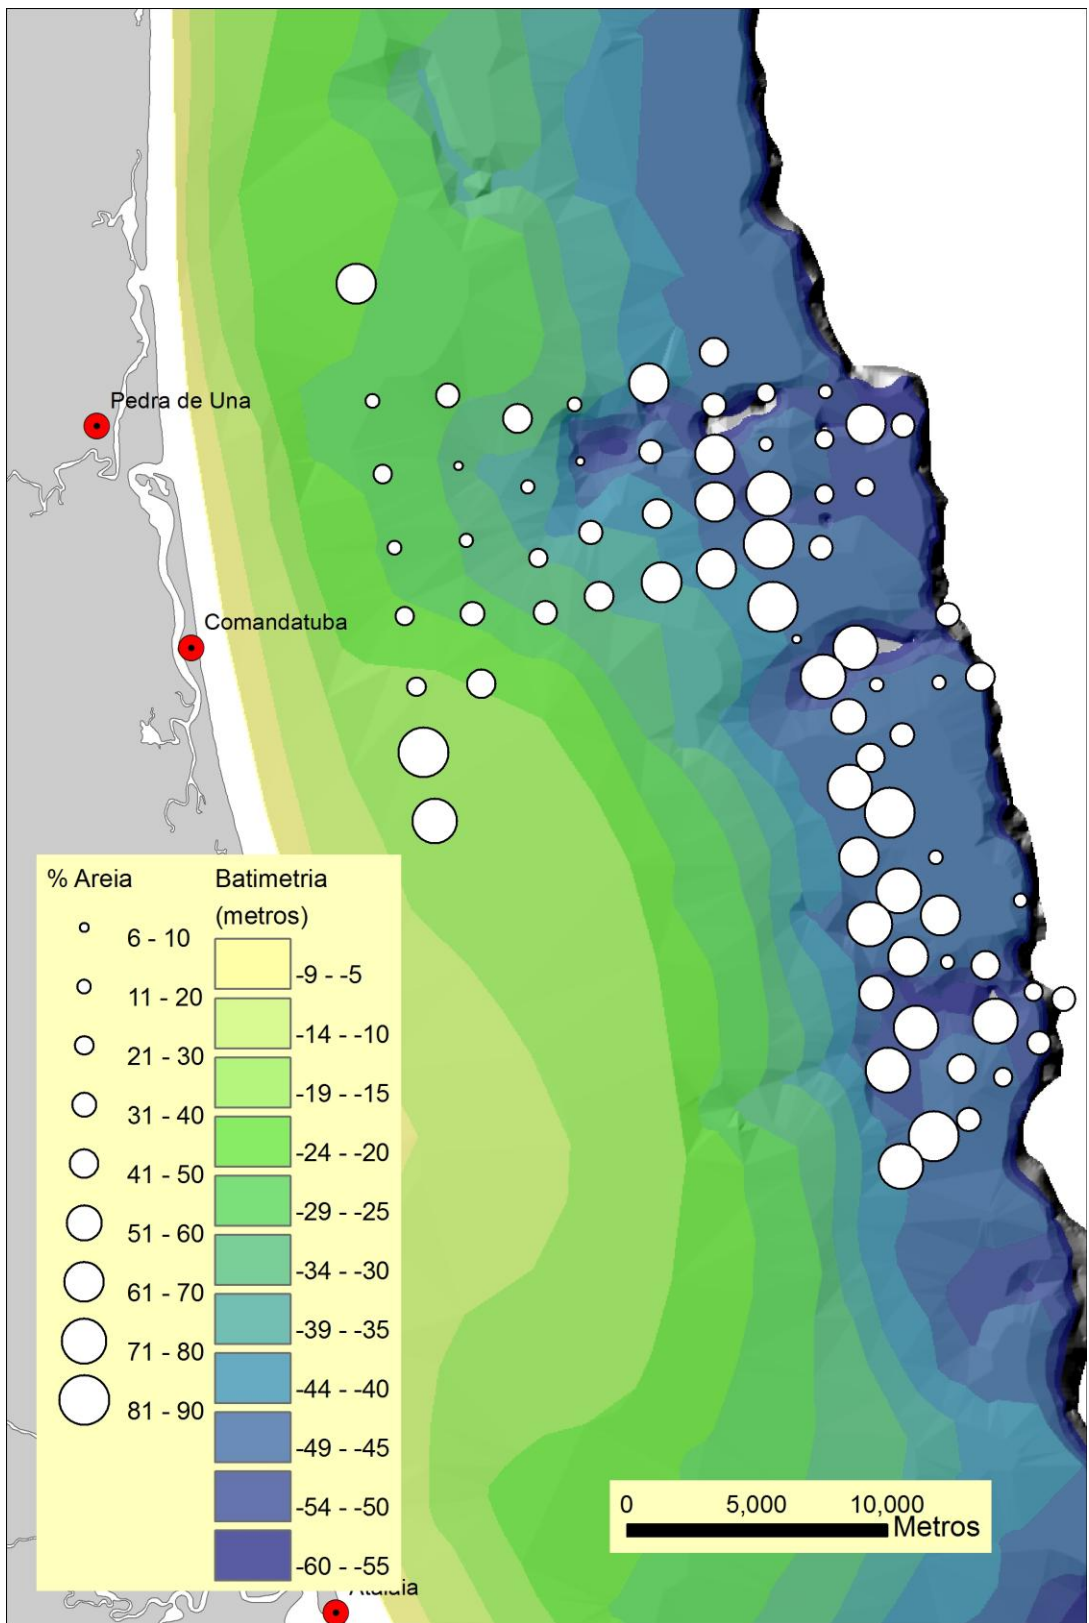 Pedra de Una
Comandatuba
% Areia
6 - 10
11 - 20
21 - 30
31 - 40
41 - 50
51 - 60
61 - 70
71 - 80
81 - 90
Batimetria
(metros)
-9 - -5
-14 - -10
-19 - -15
-24 - -20
-29 - -25
-34 - -30
-39 - -35
-44 - -40
-49 - -45
-54 - -50
-60 - -55
0 5,000 10,000
Metros
Atalaia